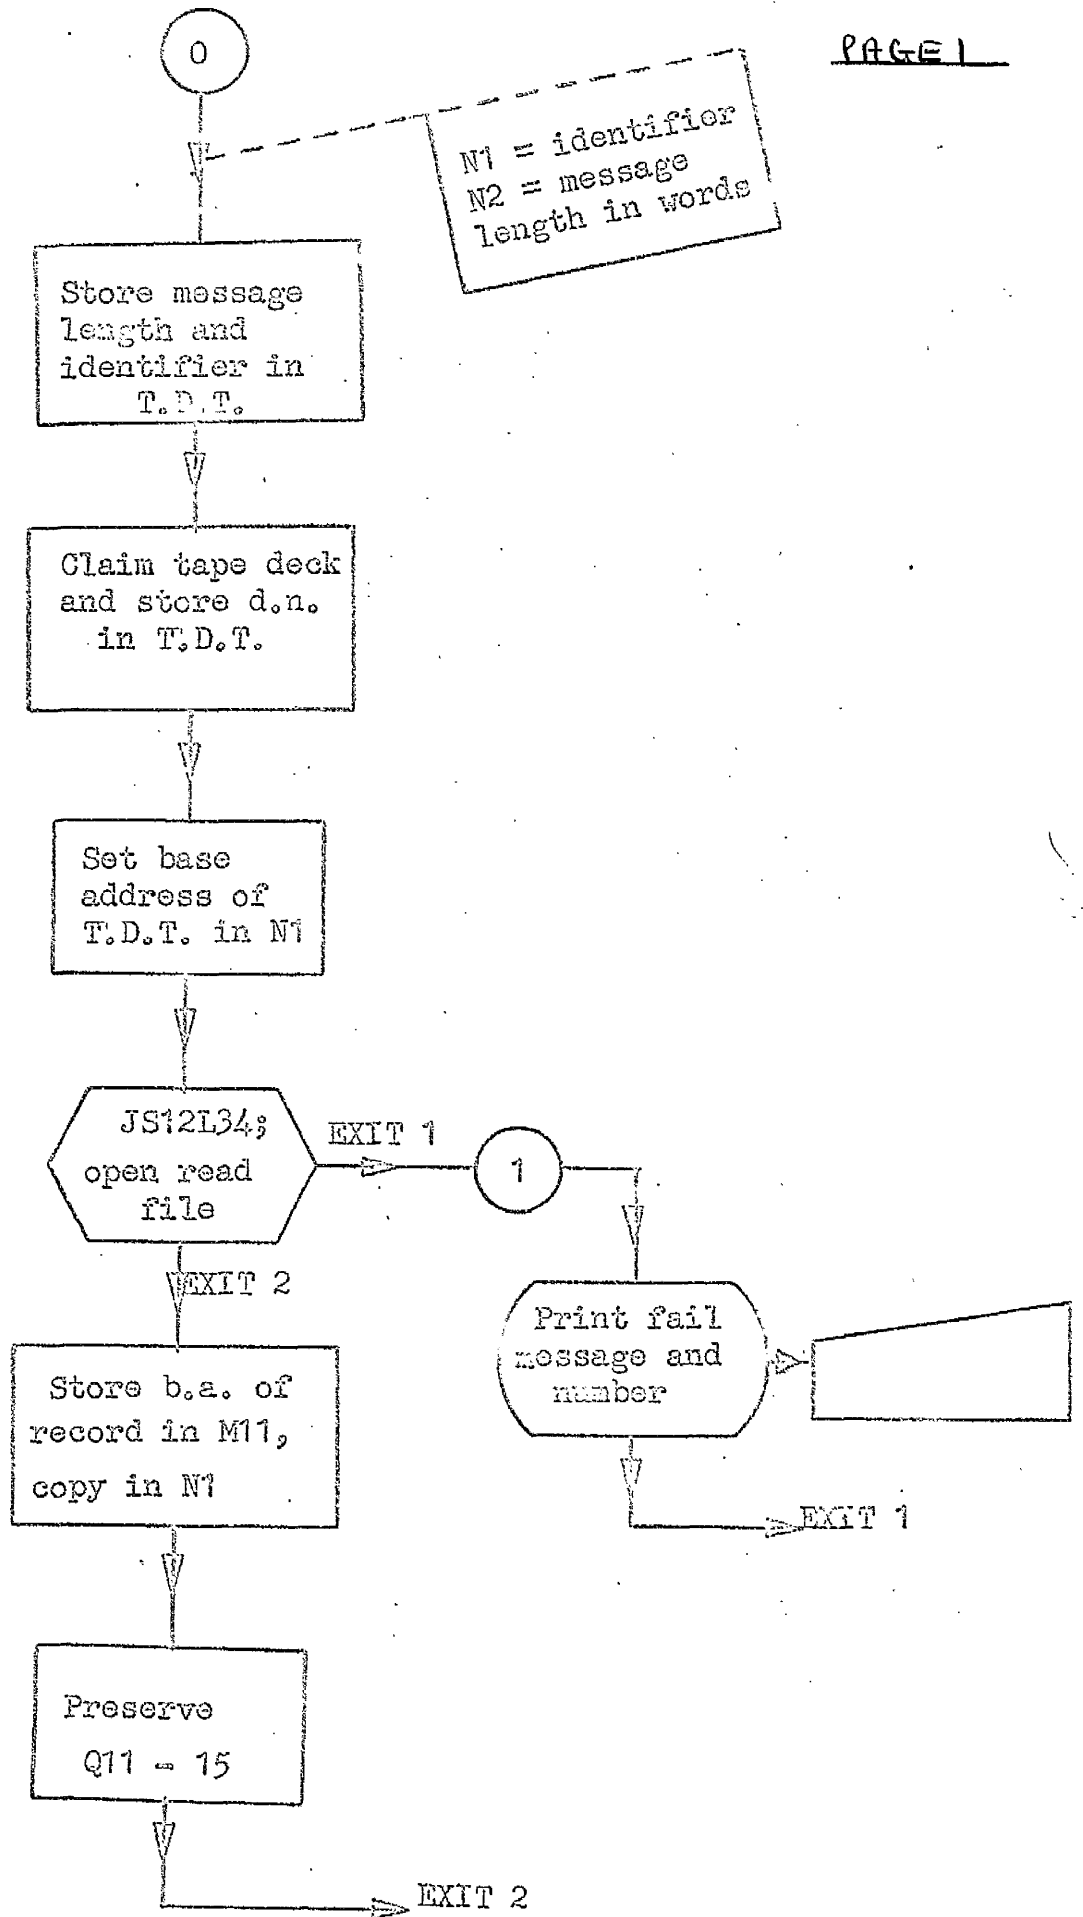 PAGE 1
0
N1 = identifier
N2 = message
length in words
Store message
length and
identifier in
T.D.T.
Claim tape deck
and store d.n.
in T.D.T.
Set base
address of
T.D.T. in N1
JS12L34;
open read
file
EXIT 1
1
EXIT 2
Print fail
message and
number
Store b.a. of
record in M11,
copy in N1
EXIT 1
Preserve
Q11 - 15
EXIT 2